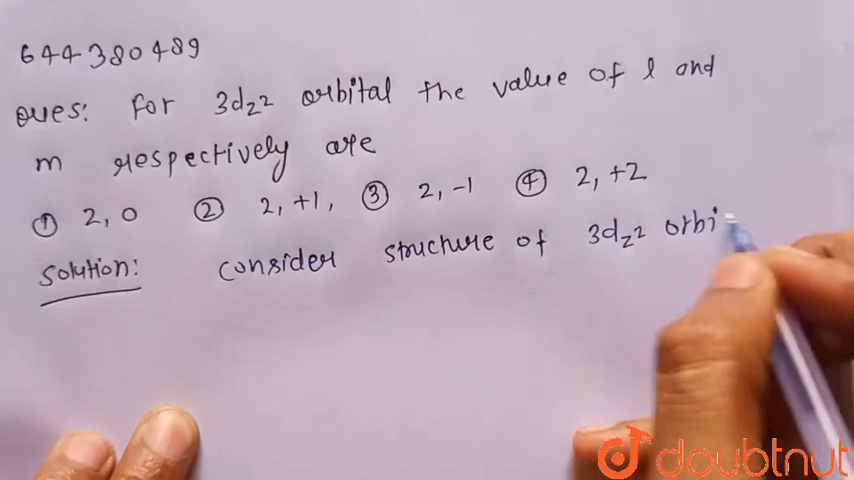 644380489
Ques: For 3dz² orbital the value of l and
m respectively are
① 2, 0 ② 2, +1, ③ 2, -1 ④ 2, +2
Solution: consider structure of 3dz² orbi
doubtnut